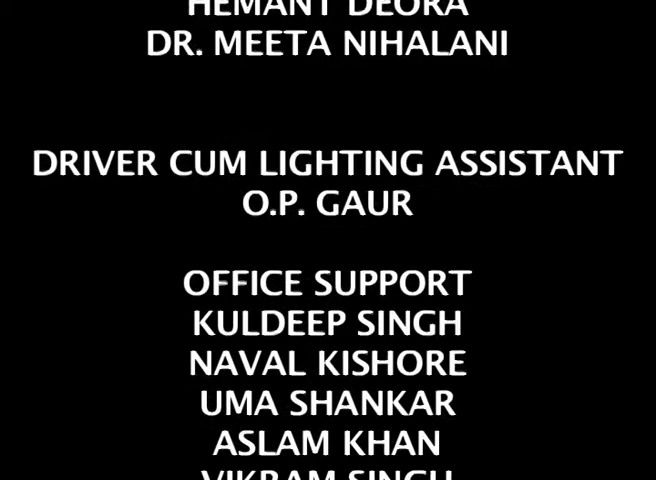 HEMANT DEORA
DR. MEETA NIHALANI
DRIVER CUM LIGHTING ASSISTANT
O.P. GAUR
OFFICE SUPPORT
KULDEEP SINGH
NAVAL KISHORE
UMA SHANKAR
ASLAM KHAN
VIKRAM SINGH